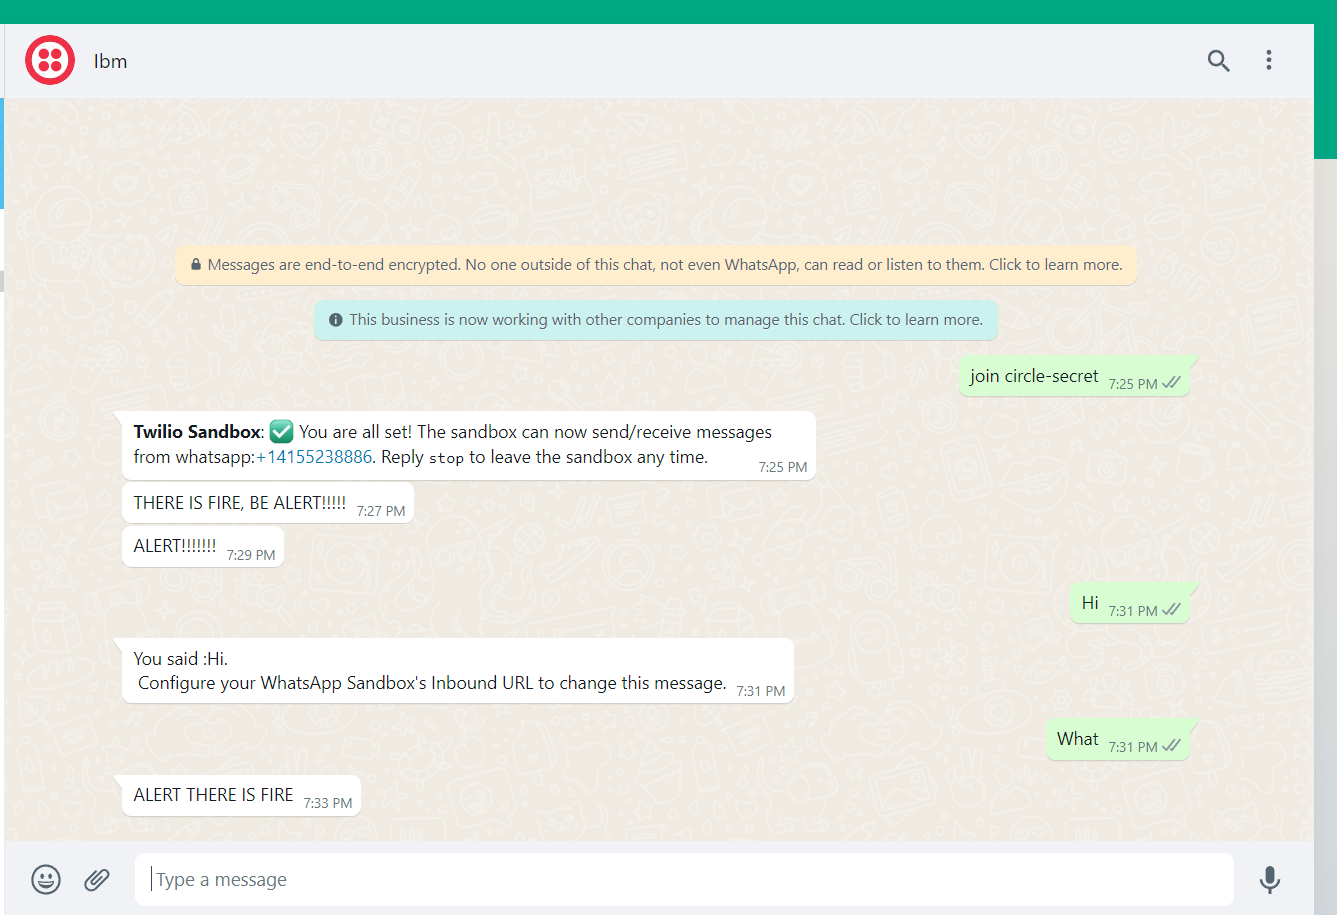 Ibm
Messages are end-to-end encrypted. No one outside of this chat, not even WhatsApp, can read or listen to them. Click to learn more.
This business is now working with other companies to manage this chat. Click to learn more.
join circle-secret 7:25 PM
Twilio Sandbox: ✅ You are all set! The sandbox can now send/receive messages
from whatsapp:+14155238886. Reply stop to leave the sandbox any time. 7:25 PM
THERE IS FIRE, BE ALERT!!!!! 7:27 PM
ALERT!!!!!!! 7:29 PM
Hi 7:31 PM
You said :Hi.
Configure your WhatsApp Sandbox's Inbound URL to change this message. 7:31 PM
What 7:31 PM
ALERT THERE IS FIRE 7:33 PM
Type a message